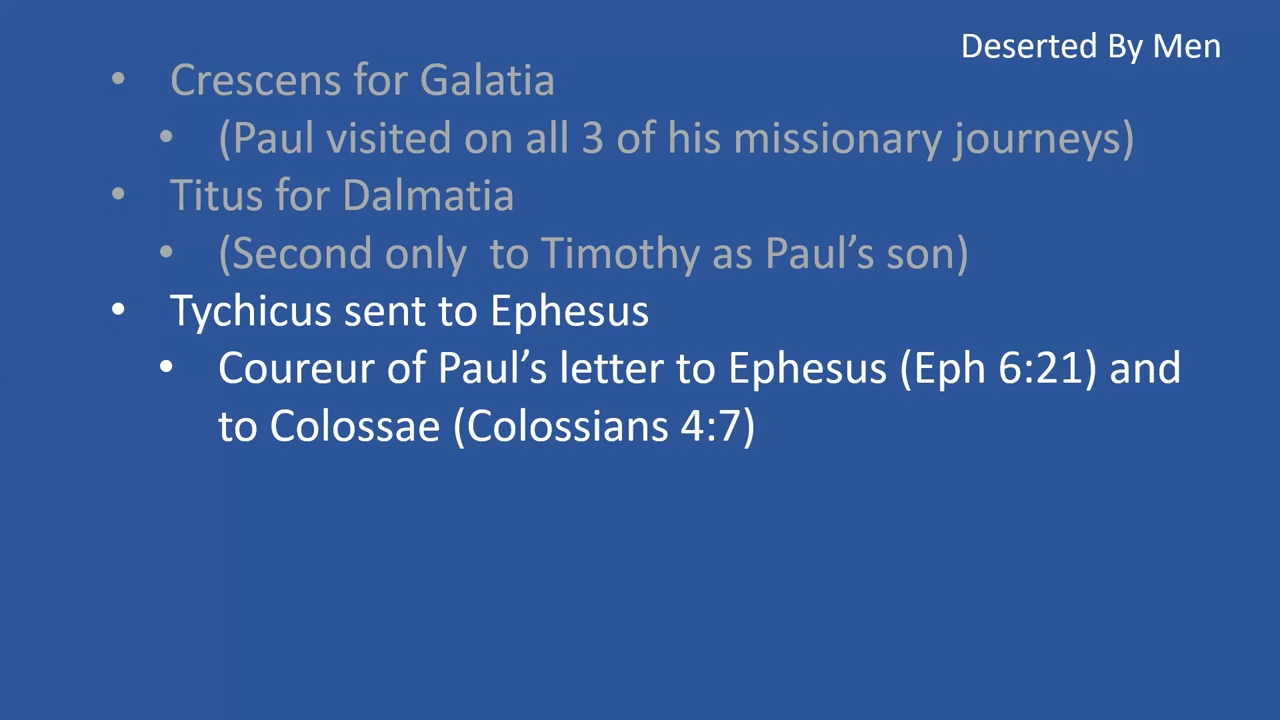 Deserted By Men
• Crescens for Galatia
• (Paul visited on all 3 of his missionary journeys)
• Titus for Dalmatia
• (Second only  to Timothy as Paul’s son)
• Tychicus sent to Ephesus
• Coureur of Paul’s letter to Ephesus (Eph 6:21) and
to Colossae (Colossians 4:7)